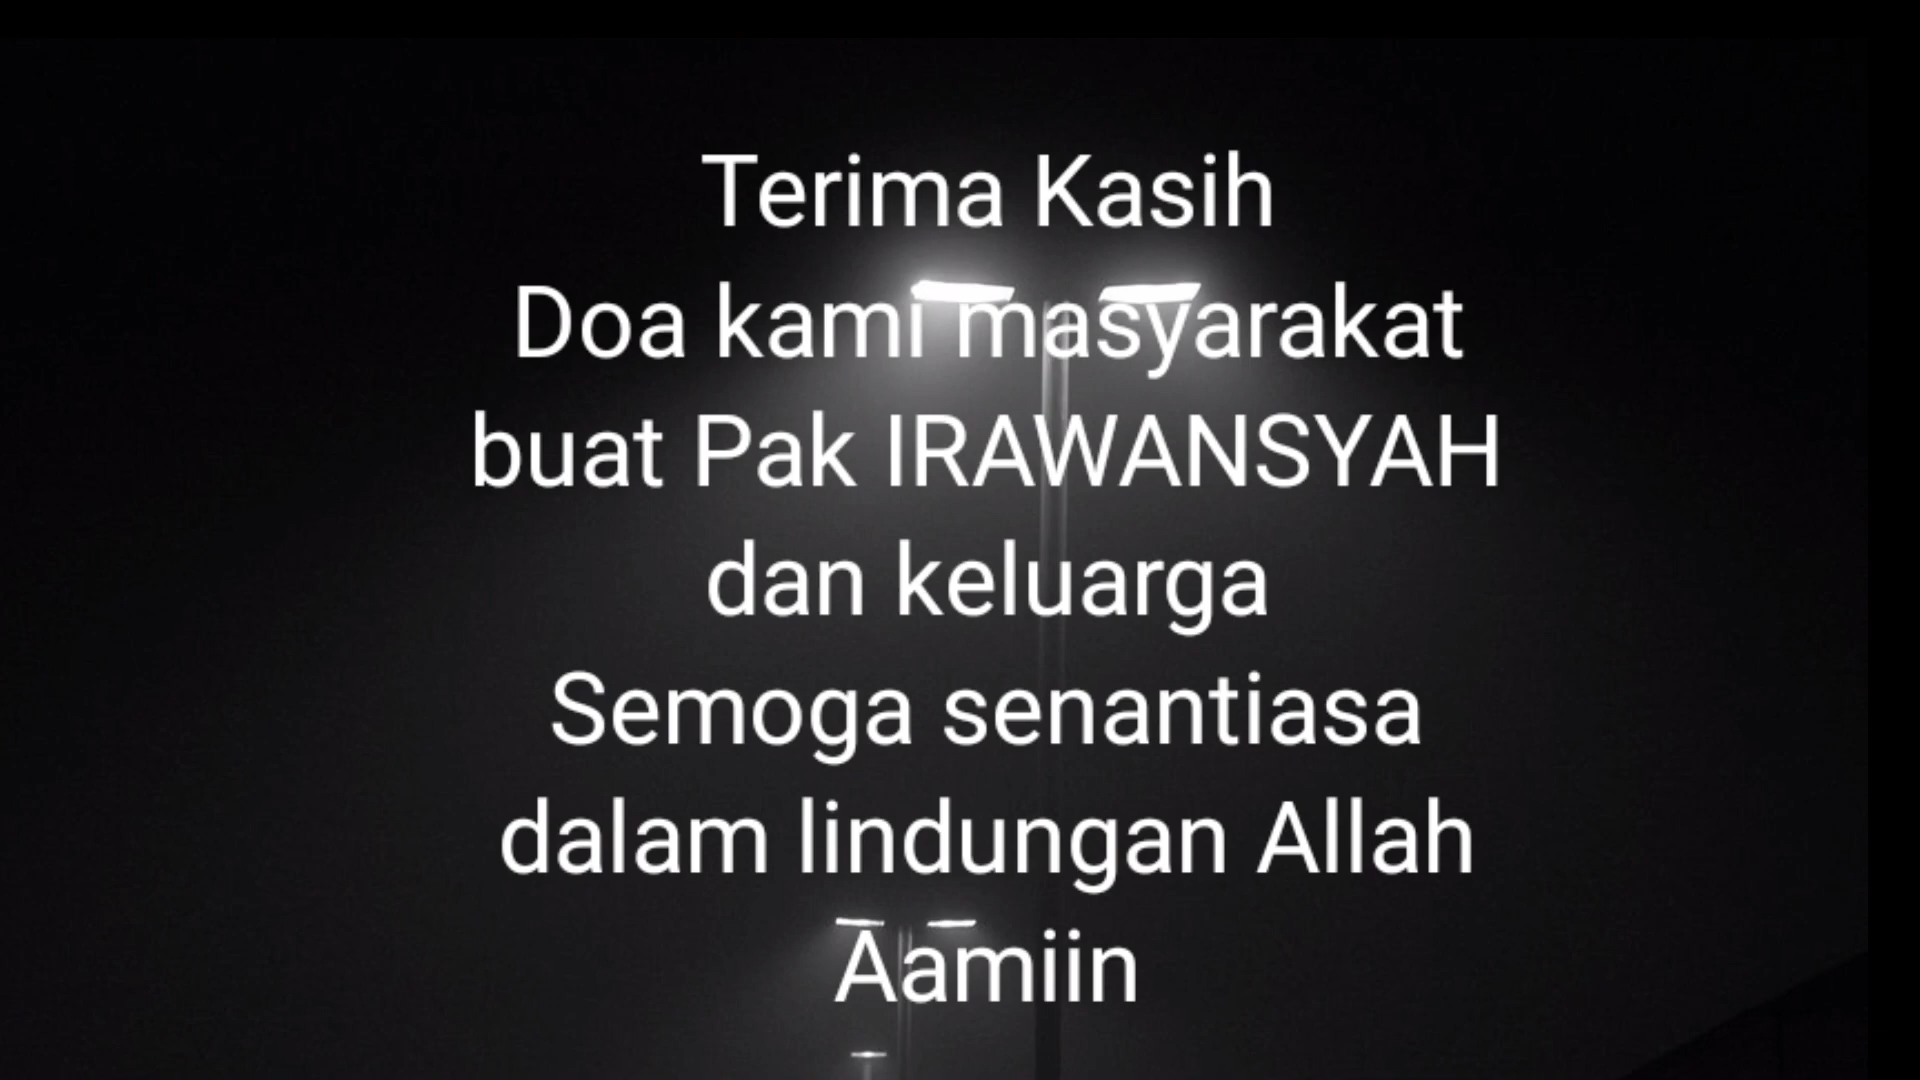 Terima Kasih
Doa kami masyarakat
buat Pak IRAWANSYAH
dan keluarga
Semoga senantiasa
dalam lindungan Allah
Aamiin